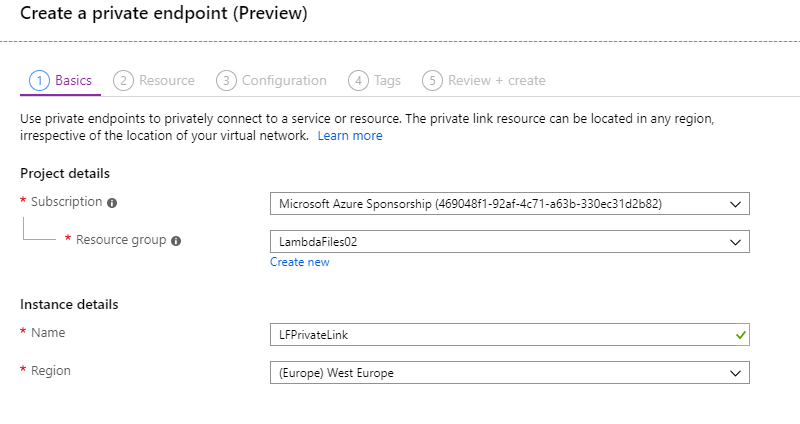 Create a private endpoint (Preview)
1 Basics 2 Resource 3 Configuration 4 Tags 5 Review + create
Use private endpoints to privately connect to a service or resource. The private link resource can be located in any region,
irrespective of the location of your virtual network. Learn more
Project details
* Subscription Microsoft Azure Sponsorship (469048f1-92af-4c71-a63b-330ec31d2b82)
* Resource group LambdaFiles02
Create new
Instance details
* Name LFPrivateLink
* Region (Europe) West Europe